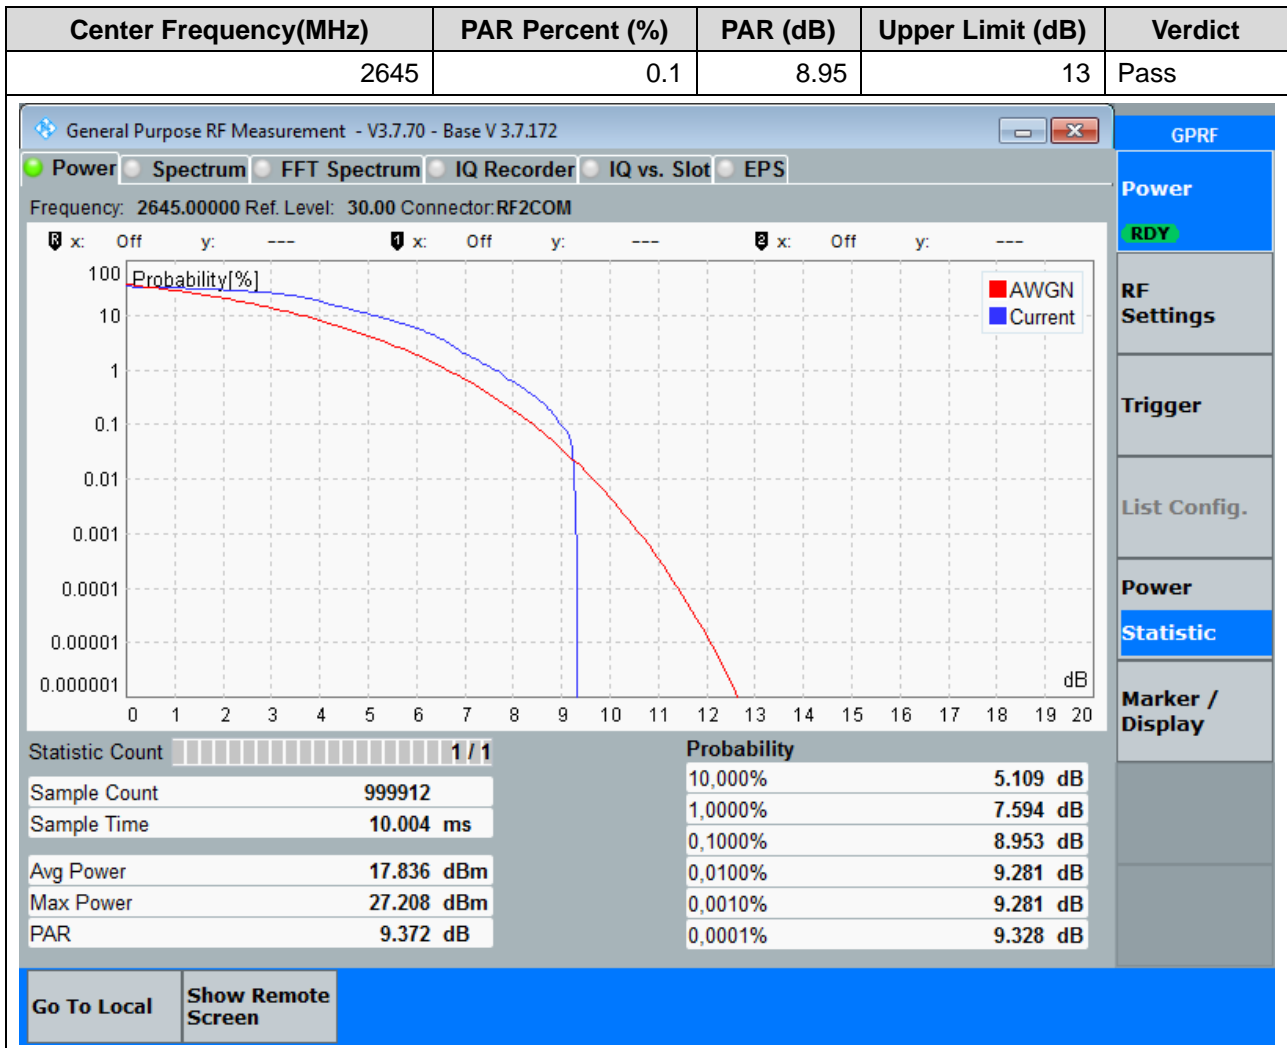 Center Frequency(MHz) PAR Percent (%) PAR (dB) Upper Limit (dB) Verdict
2645 0.1 8.95 13 Pass
General Purpose RF Measurement - V3.7.70 - Base V 3.7.172
GPRF
Power Spectrum FFT Spectrum IQ Recorder IQ vs. Slot EPS
Frequency: 2645.00000 Ref. Level: 30.00 Connector: RF2COM
R x: Off y: --- 1 x: Off y: --- 2 x: Off y: ---
Probability[%]
100
10
1
0.1
0.01
0.001
0.0001
0.00001
0.000001
AWGN
Current
dB
0 1 2 3 4 5 6 7 8 9 10 11 12 13 14 15 16 17 18 19 20
Statistic Count 1 / 1
Sample Count 999912
Sample Time 10.004 ms
Avg Power 17.836 dBm
Max Power 27.208 dBm
PAR 9.372 dB
Probability
10,000% 5.109 dB
1,0000% 7.594 dB
0,1000% 8.953 dB
0,0100% 9.281 dB
0,0010% 9.281 dB
0,0001% 9.328 dB
Power
RDY
RF
Settings
Trigger
List Config.
Power
Statistic
Marker /
Display
Go To Local
Show Remote
Screen